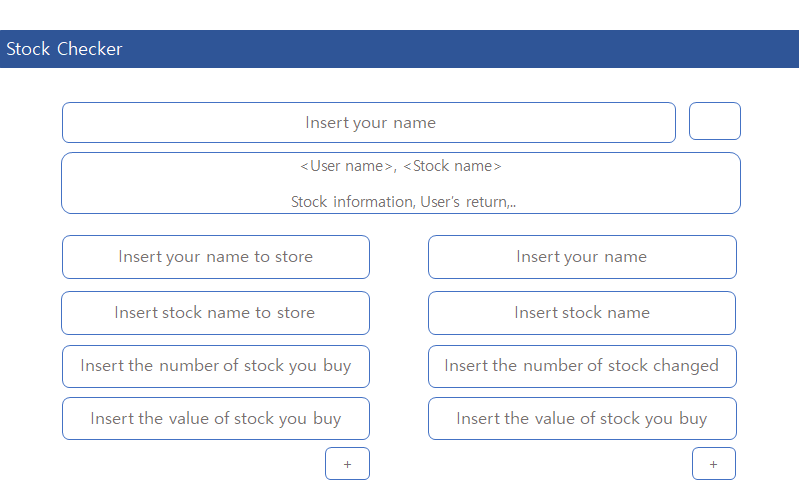 Stock Checker
Insert your name
<User name>, <Stock name>
Stock information, User's return,..
Insert your name to store
Insert stock name to store
Insert the number of stock you buy
Insert the value of stock you buy
+
Insert your name
Insert stock name
Insert the number of stock changed
Insert the value of stock you buy
+